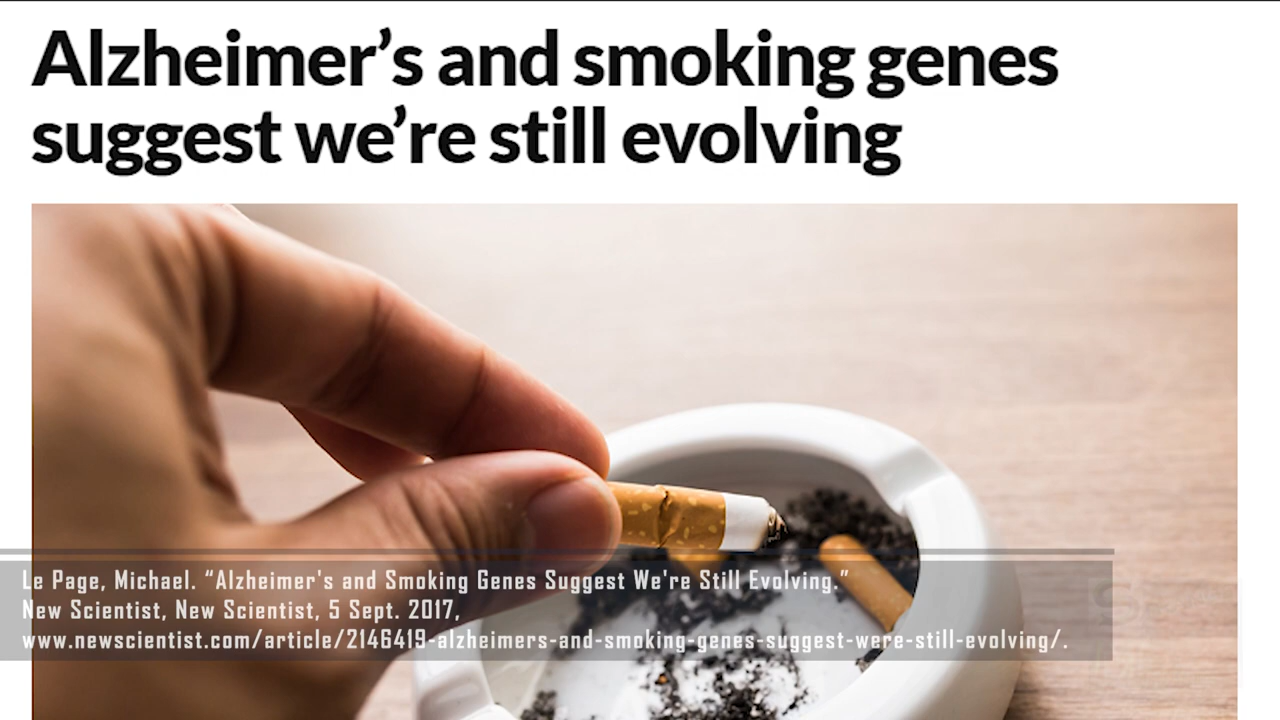 Alzheimer’s and smoking genes
suggest we’re still evolving
Le Page, Michael. “Alzheimer's and Smoking Genes Suggest We're Still Evolving.”
New Scientist, New Scientist, 5 Sept. 2017,
www.newscientist.com/article/2146419-alzheimers-and-smoking-genes-suggest-were-still-evolving/.